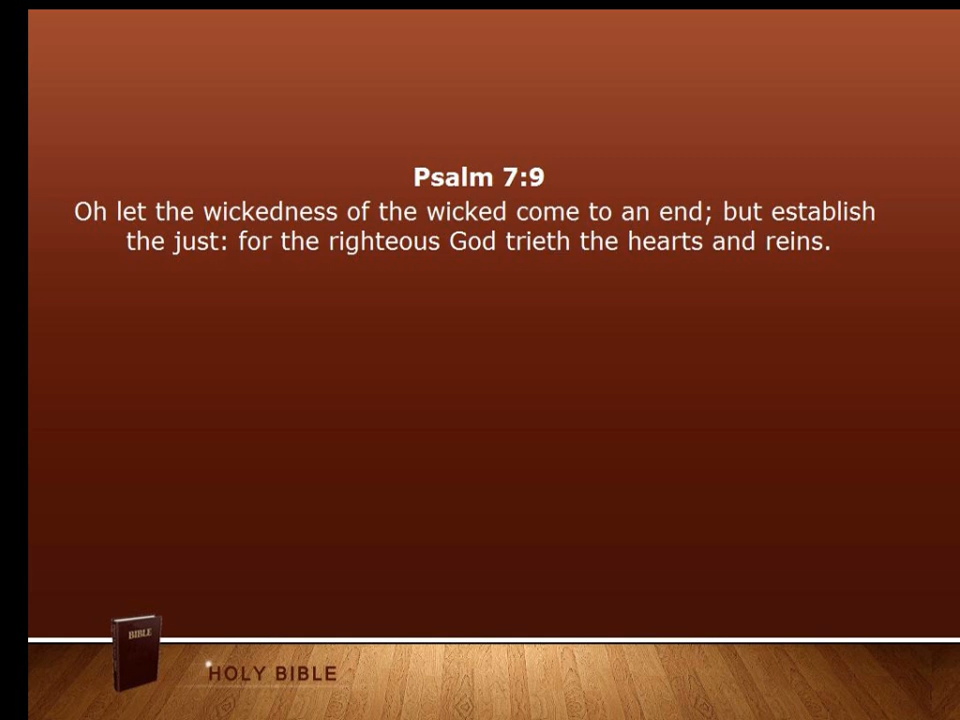 Psalm 7:9
Oh let the wickedness of the wicked come to an end; but establish
the just: for the righteous God trieth the hearts and reins.
BIBLE
HOLY BIBLE